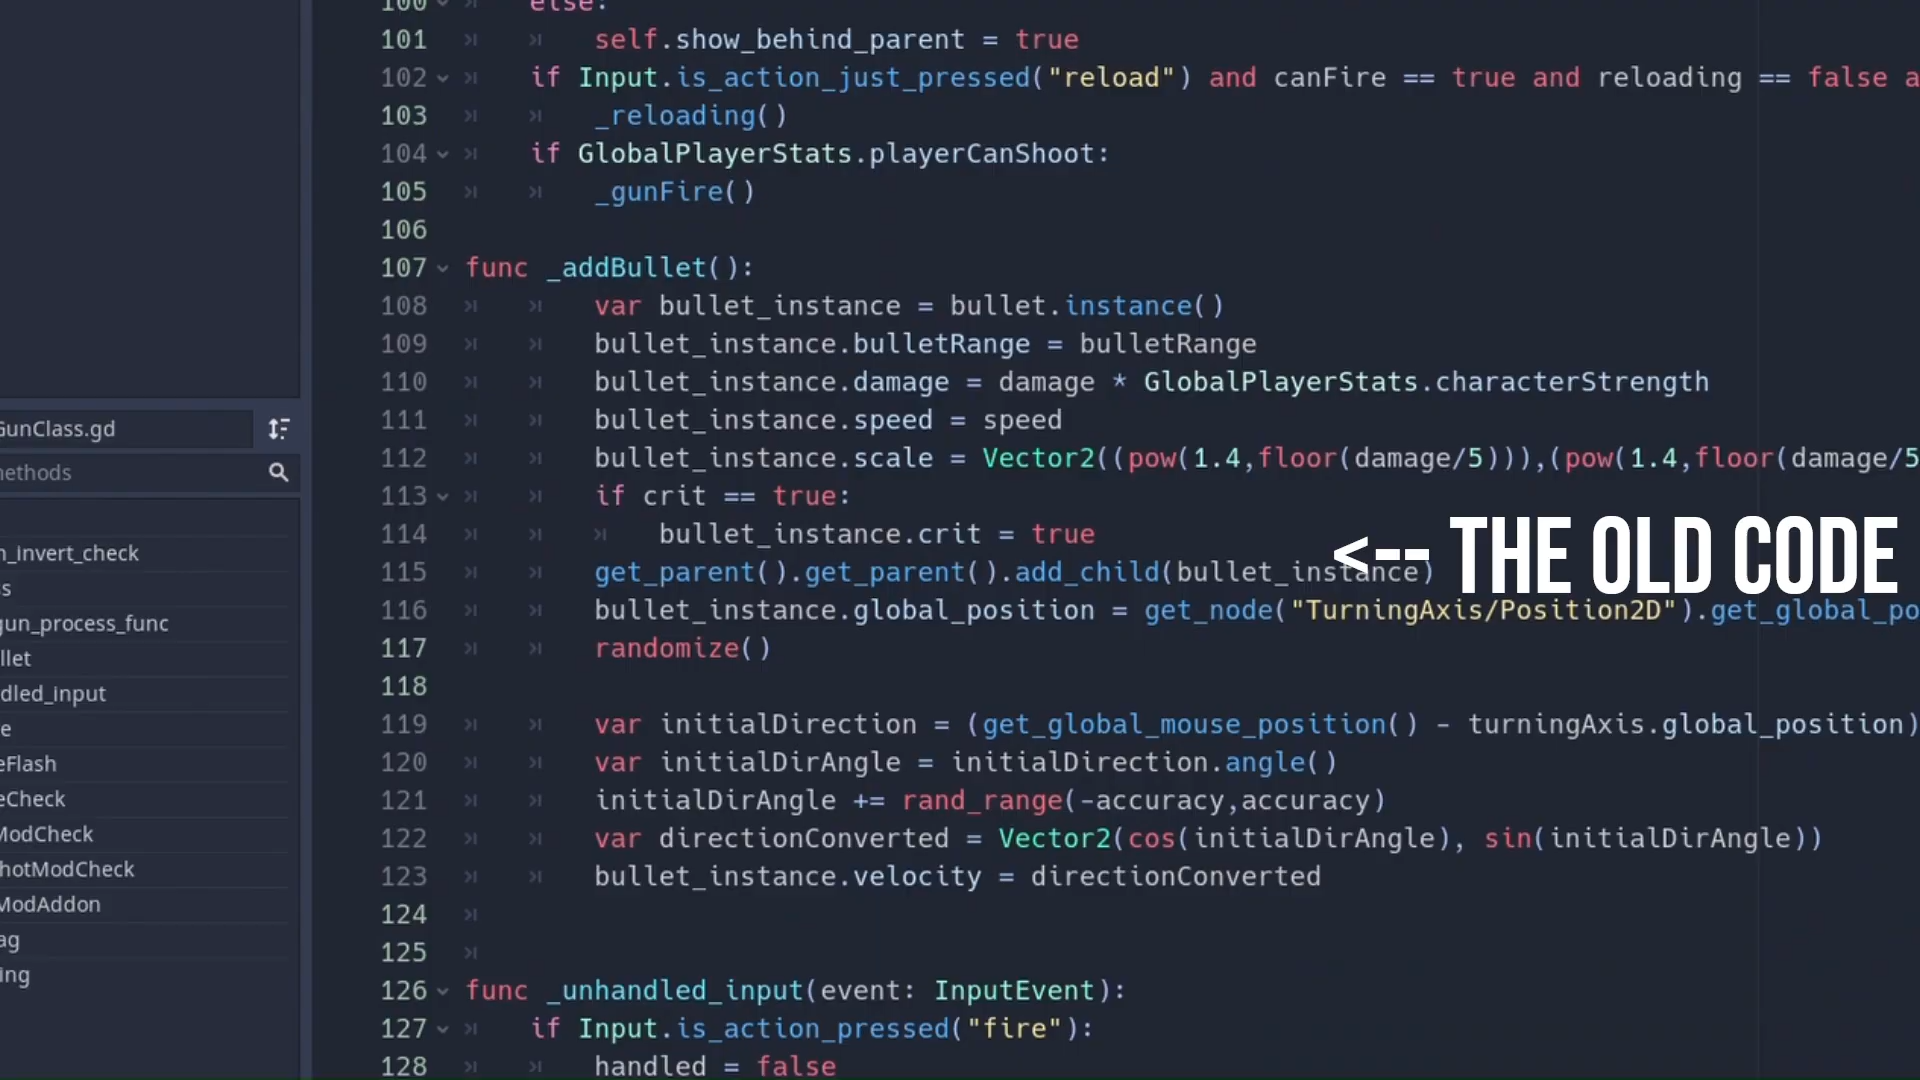 100 else:
101 self.show_behind_parent = true
102 if Input.is_action_just_pressed("reload") and canFire == true and reloading == false a
103 _reloading()
104 if GlobalPlayerStats.playerCanShoot:
105 _gunFire()
106
107 func _addBullet():
108 var bullet_instance = bullet.instance()
109 bullet_instance.bulletRange = bulletRange
110 bullet_instance.damage = damage * GlobalPlayerStats.characterStrength
111 bullet_instance.speed = speed
112 bullet_instance.scale = Vector2((pow(1.4,floor(damage/5))),(pow(1.4,floor(damage/5
113 if crit == true:
114 bullet_instance.crit = true
<-- THE OLD CODE
115 get_parent().get_parent().add_child(bullet_instance)
116 bullet_instance.global_position = get_node("TurningAxis/Position2D").get_global_po
117 randomize()
118
119 var initialDirection = (get_global_mouse_position() - turningAxis.global_position)
120 var initialDirAngle = initialDirection.angle()
121 initialDirAngle += rand_range(-accuracy,accuracy)
122 var directionConverted = Vector2(cos(initialDirAngle), sin(initialDirAngle))
123 bullet_instance.velocity = directionConverted
124
125
126 func _unhandled_input(event: InputEvent):
127 if Input.is_action_pressed("fire"):
128 handled = false
GunClass.gd
methods
n_invert_check
s
gun_process_func
llet
dled_input
e
eFlash
eCheck
ModCheck
hotModCheck
ModAddon
ag
ing